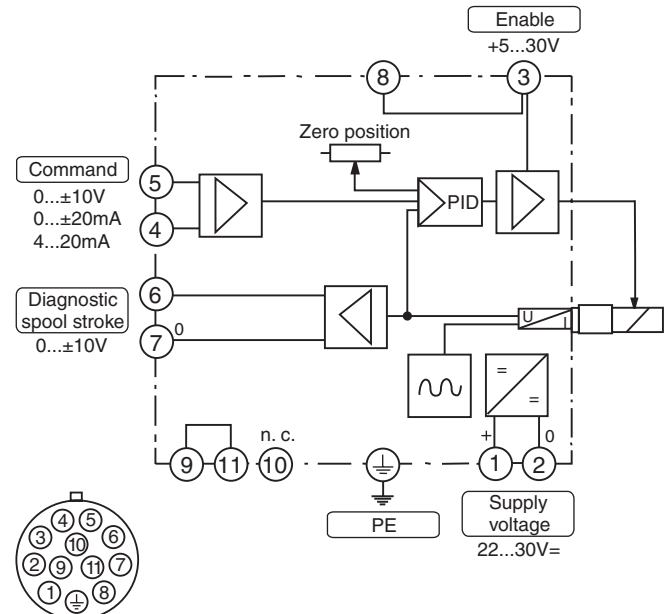 Enable
+5...30V
8
3
Zero position
Command
0...±10V
0...±20mA
4...20mA
5
4
PID
Diagnostic
spool stroke
0...±10V
6
7
0
U
I
=
=
+
0
9
11
n. c.
10
1
2
PE
Supply
voltage
22...30V=
4
5
3
10
6
2
9
11
7
1
8